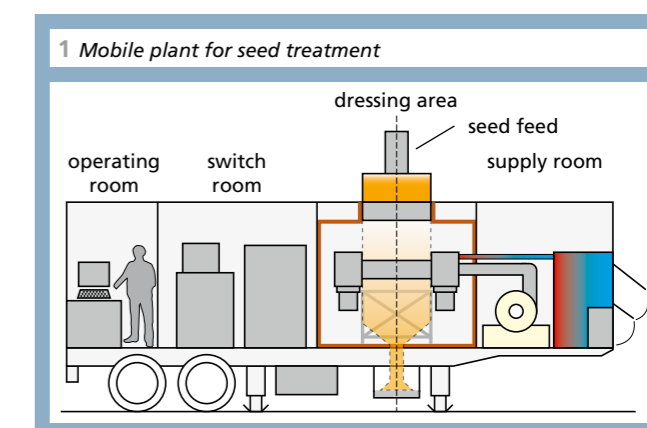 1 Mobile plant for seed treatment
dressing area
seed feed
operating
room
switch
room
supply room